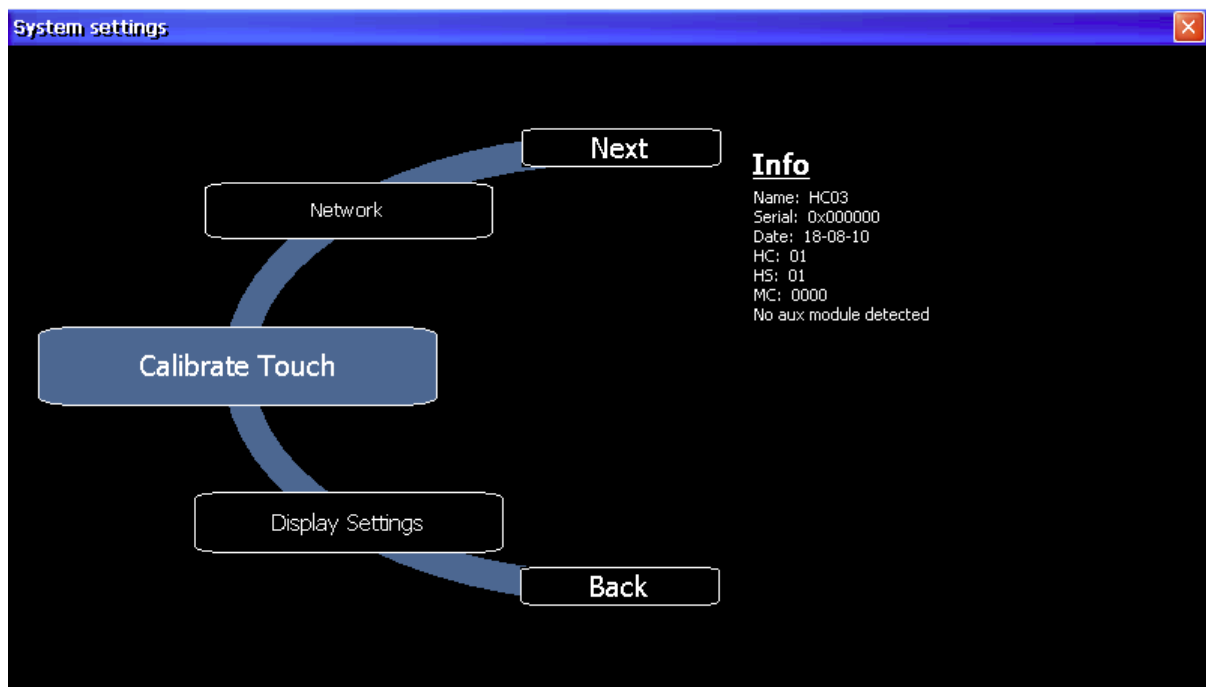 System settings
Next
Network
Calibrate Touch
Display Settings
Back
Info
Name: HC03
Serial: 0x000000
Date: 18-08-10
HC: 01
HS: 01
MC: 0000
No aux module detected